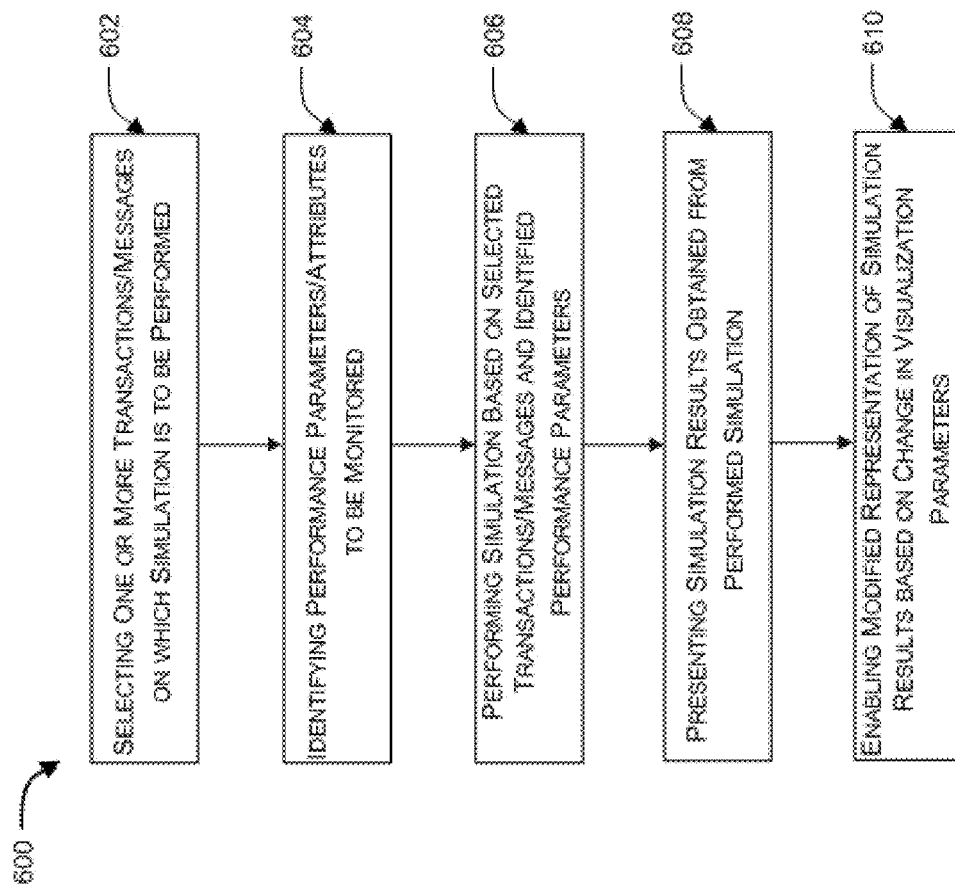 600
SELECTING ONE OR MORE TRANSACTIONS/MESSAGES
ON WHICH SIMULATION IS TO BE PERFORMED
602
IDENTIFYING PERFORMANCE PARAMETERS/ATTRIBUTES
TO BE MONITORED
604
PERFORMING SIMULATION BASED ON SELECTED
TRANSACTIONS/MESSAGES AND IDENTIFIED
PERFORMANCE PARAMETERS
606
PRESENTING SIMULATION RESULTS OBTAINED FROM
PERFORMED SIMULATION
608
ENABLING MODIFIED REPRESENTATION OF SIMULATION
RESULTS BASED ON CHANGE IN VISUALIZATION
PARAMETERS
610